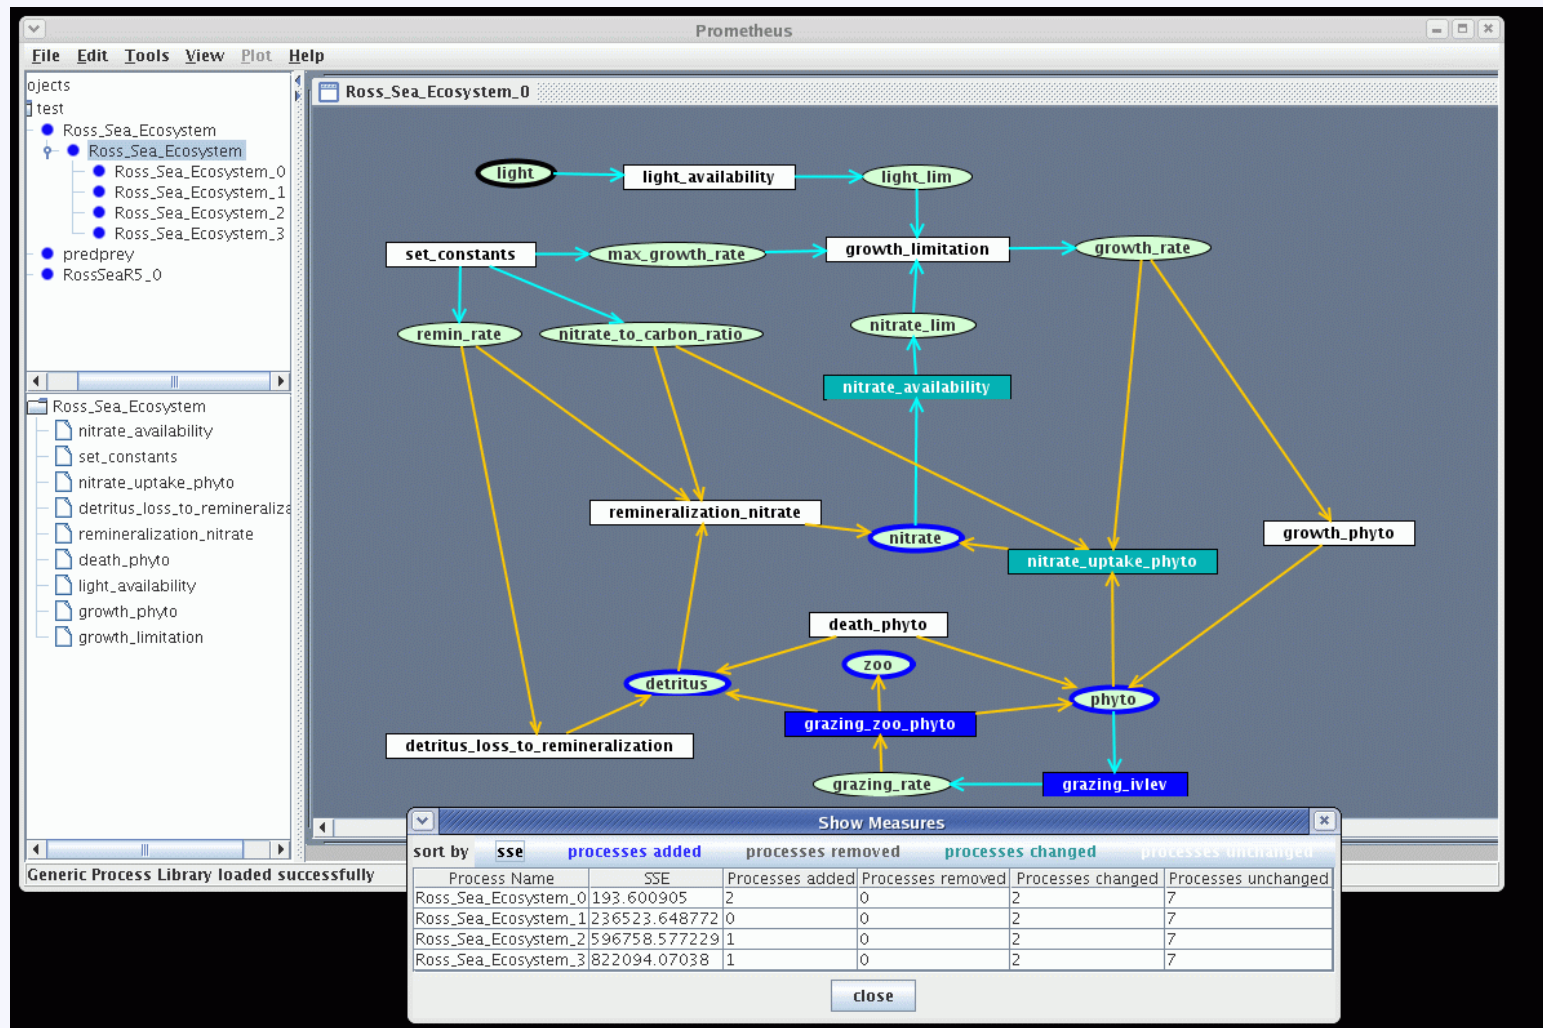 Prometheus
File Edit Tools View Plot Help
ojects
test
Ross_Sea_Ecosystem
Ross_Sea_Ecosystem
Ross_Sea_Ecosystem_0
Ross_Sea_Ecosystem_1
Ross_Sea_Ecosystem_2
Ross_Sea_Ecosystem_3
predprey
RossSeaR5_0
Ross_Sea_Ecosystem
nitrate_availability
set_constants
nitrate_uptake_phyto
detritus_loss_to_remineraliza
remineralization_nitrate
death_phyto
light_availability
growth_phyto
growth_limitation
Generic Process Library loaded successfully
Ross_Sea_Ecosystem_0
light
light_availability
light_lim
set_constants
max_growth_rate
growth_limitation
growth_rate
remin_rate
nitrate_to_carbon_ratio
nitrate_lim
nitrate_availability
remineralization_nitrate
nitrate
growth_phyto
nitrate_uptake_phyto
death_phyto
zoo
detritus
phyto
grazing_zoo_phyto
detritus_loss_to_remineralization
grazing_rate
grazing_ivlev
Show Measures
sort by sse processes added processes removed processes changed processes unchanged
Process Name SSE Processes added Processes removed Processes changed Processes unchanged
Ross_Sea_Ecosystem_0 193.600905 2 0 2 7
Ross_Sea_Ecosystem_1 236523.648772 0 0 2 7
Ross_Sea_Ecosystem_2 596758.577229 1 0 2 7
Ross_Sea_Ecosystem_3 822094.07038 1 0 2 7
close